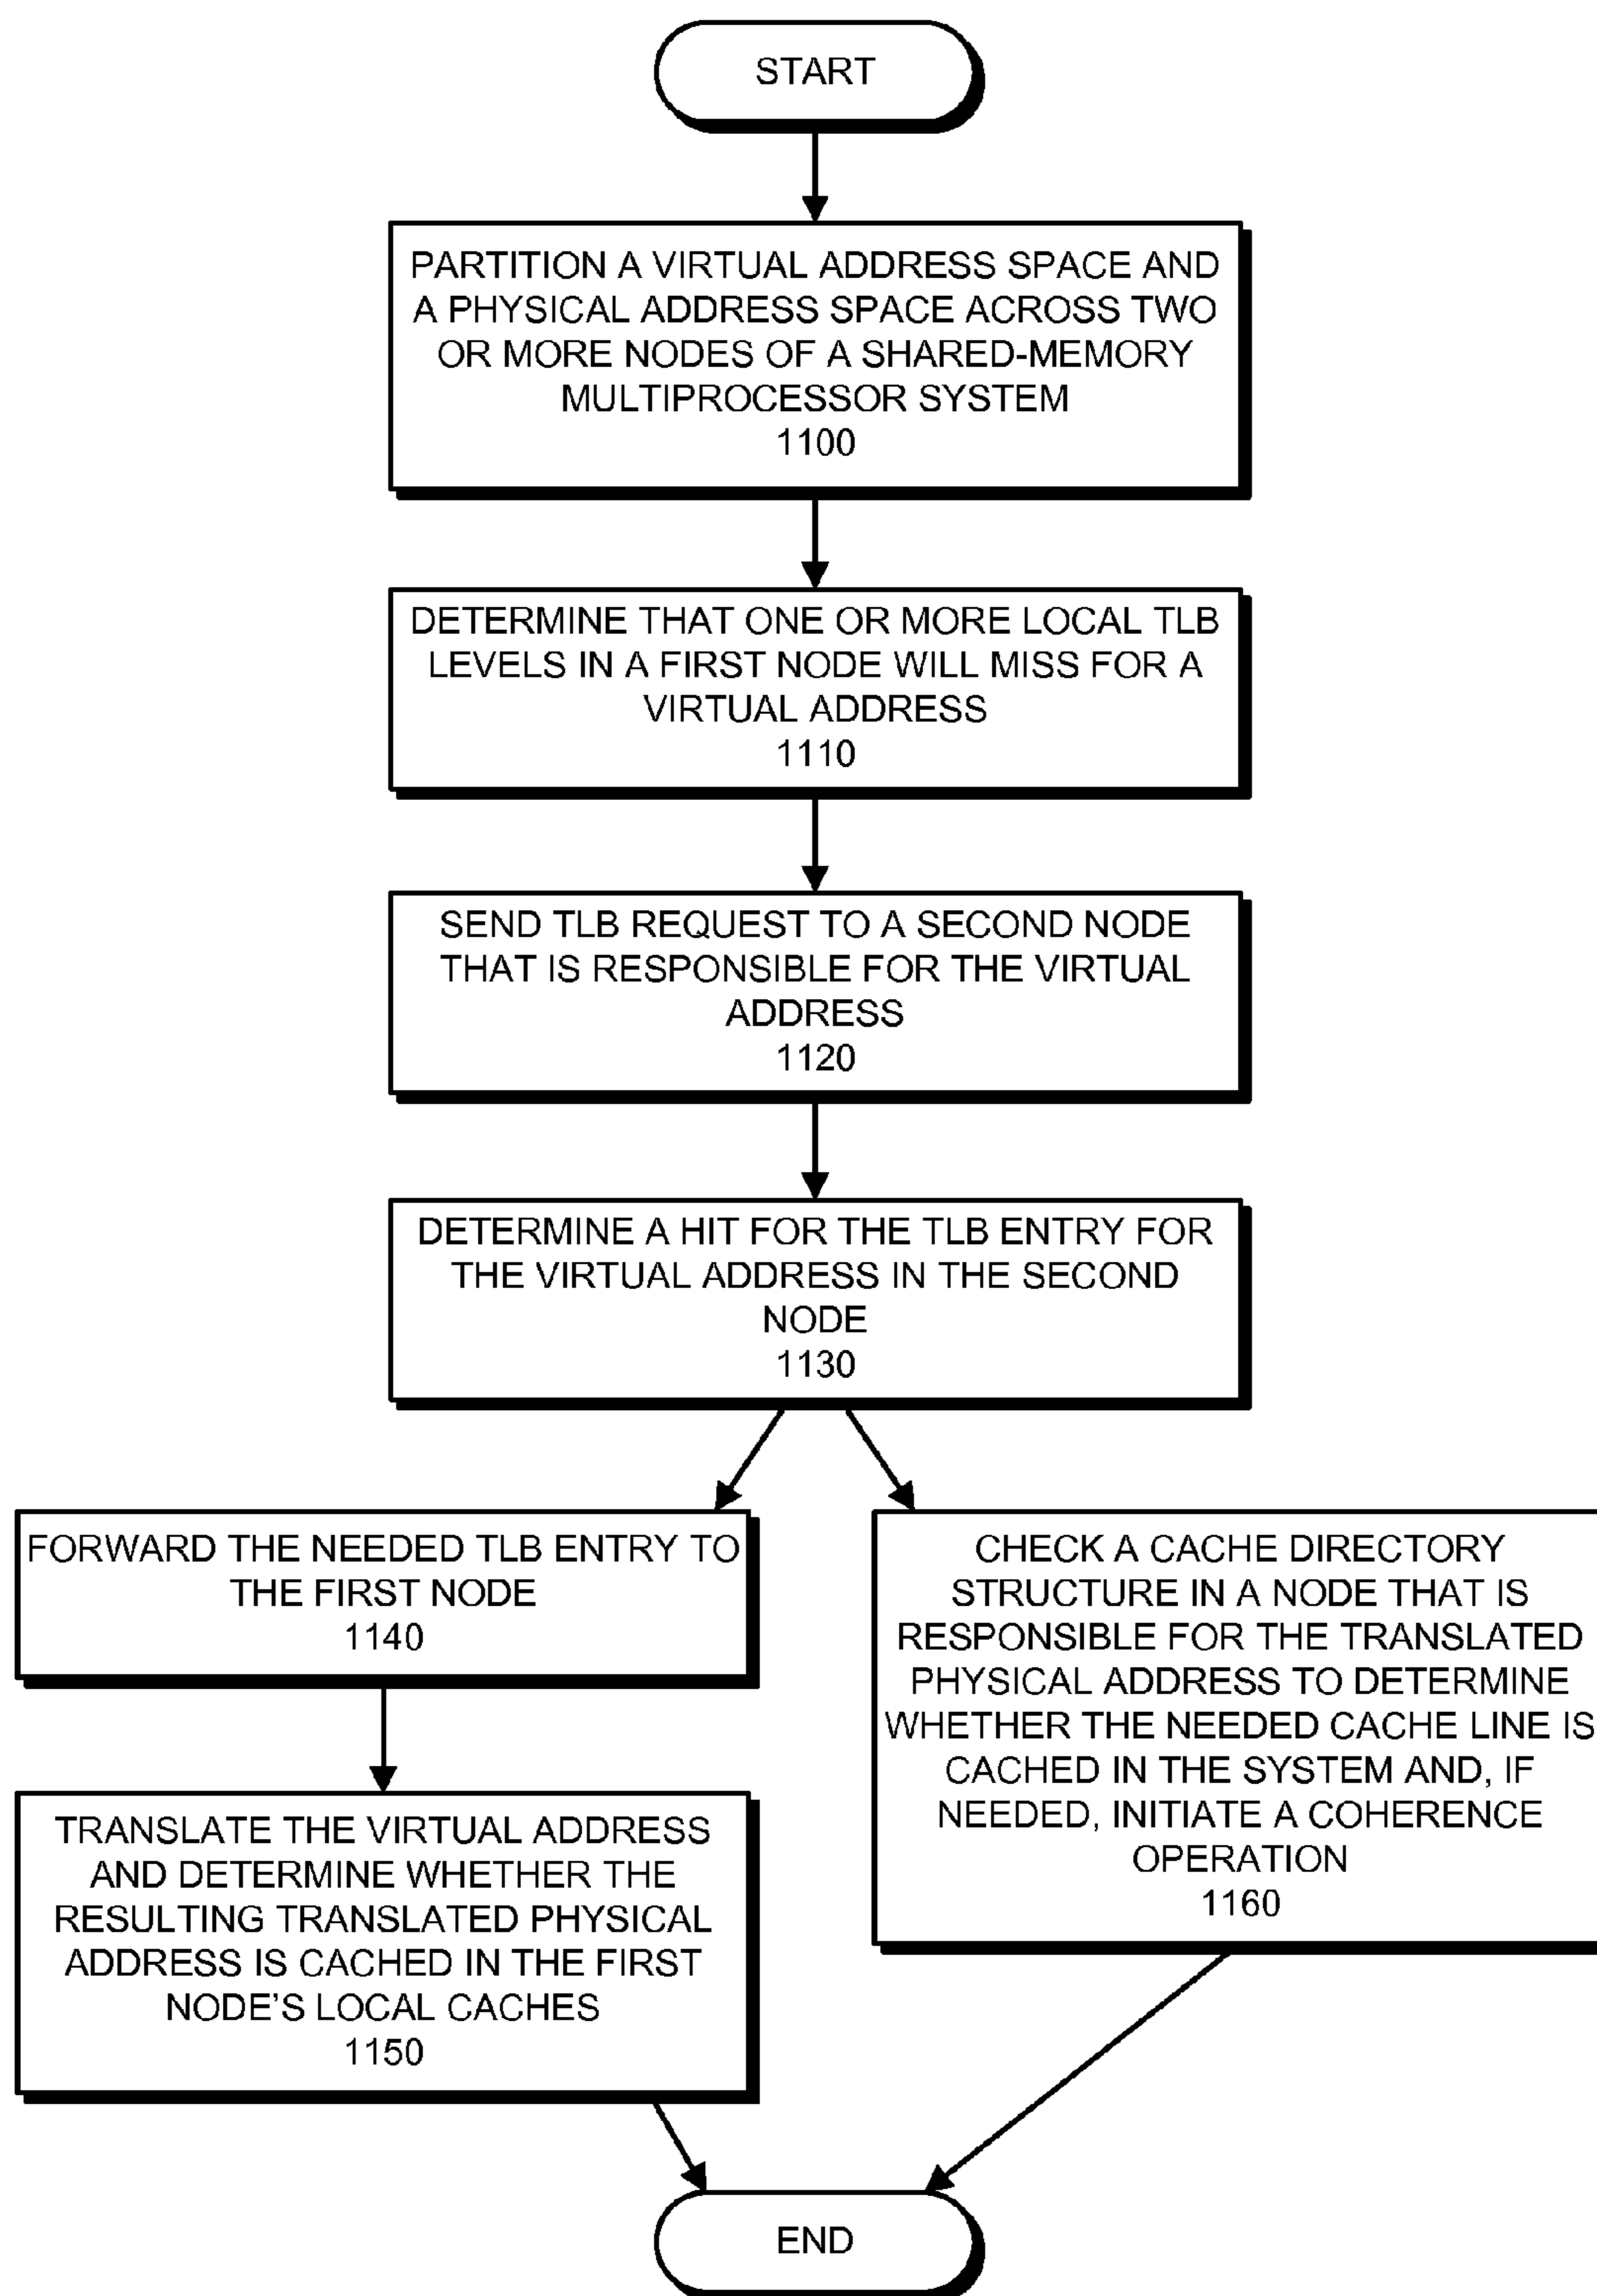 START
PARTITION A VIRTUAL ADDRESS SPACE AND
A PHYSICAL ADDRESS SPACE ACROSS TWO
OR MORE NODES OF A SHARED-MEMORY
MULTIPROCESSOR SYSTEM
1100
DETERMINE THAT ONE OR MORE LOCAL TLB
LEVELS IN A FIRST NODE WILL MISS FOR A
VIRTUAL ADDRESS
1110
SEND TLB REQUEST TO A SECOND NODE
THAT IS RESPONSIBLE FOR THE VIRTUAL
ADDRESS
1120
DETERMINE A HIT FOR THE TLB ENTRY FOR
THE VIRTUAL ADDRESS IN THE SECOND
NODE
1130
FORWARD THE NEEDED TLB ENTRY TO
THE FIRST NODE
1140
TRANSLATE THE VIRTUAL ADDRESS
AND DETERMINE WHETHER THE
RESULTING TRANSLATED PHYSICAL
ADDRESS IS CACHED IN THE FIRST
NODE'S LOCAL CACHES
1150
CHECK A CACHE DIRECTORY
STRUCTURE IN A NODE THAT IS
RESPONSIBLE FOR THE TRANSLATED
PHYSICAL ADDRESS TO DETERMINE
WHETHER THE NEEDED CACHE LINE IS
CACHED IN THE SYSTEM AND, IF
NEEDED, INITIATE A COHERENCE
OPERATION
1160
END